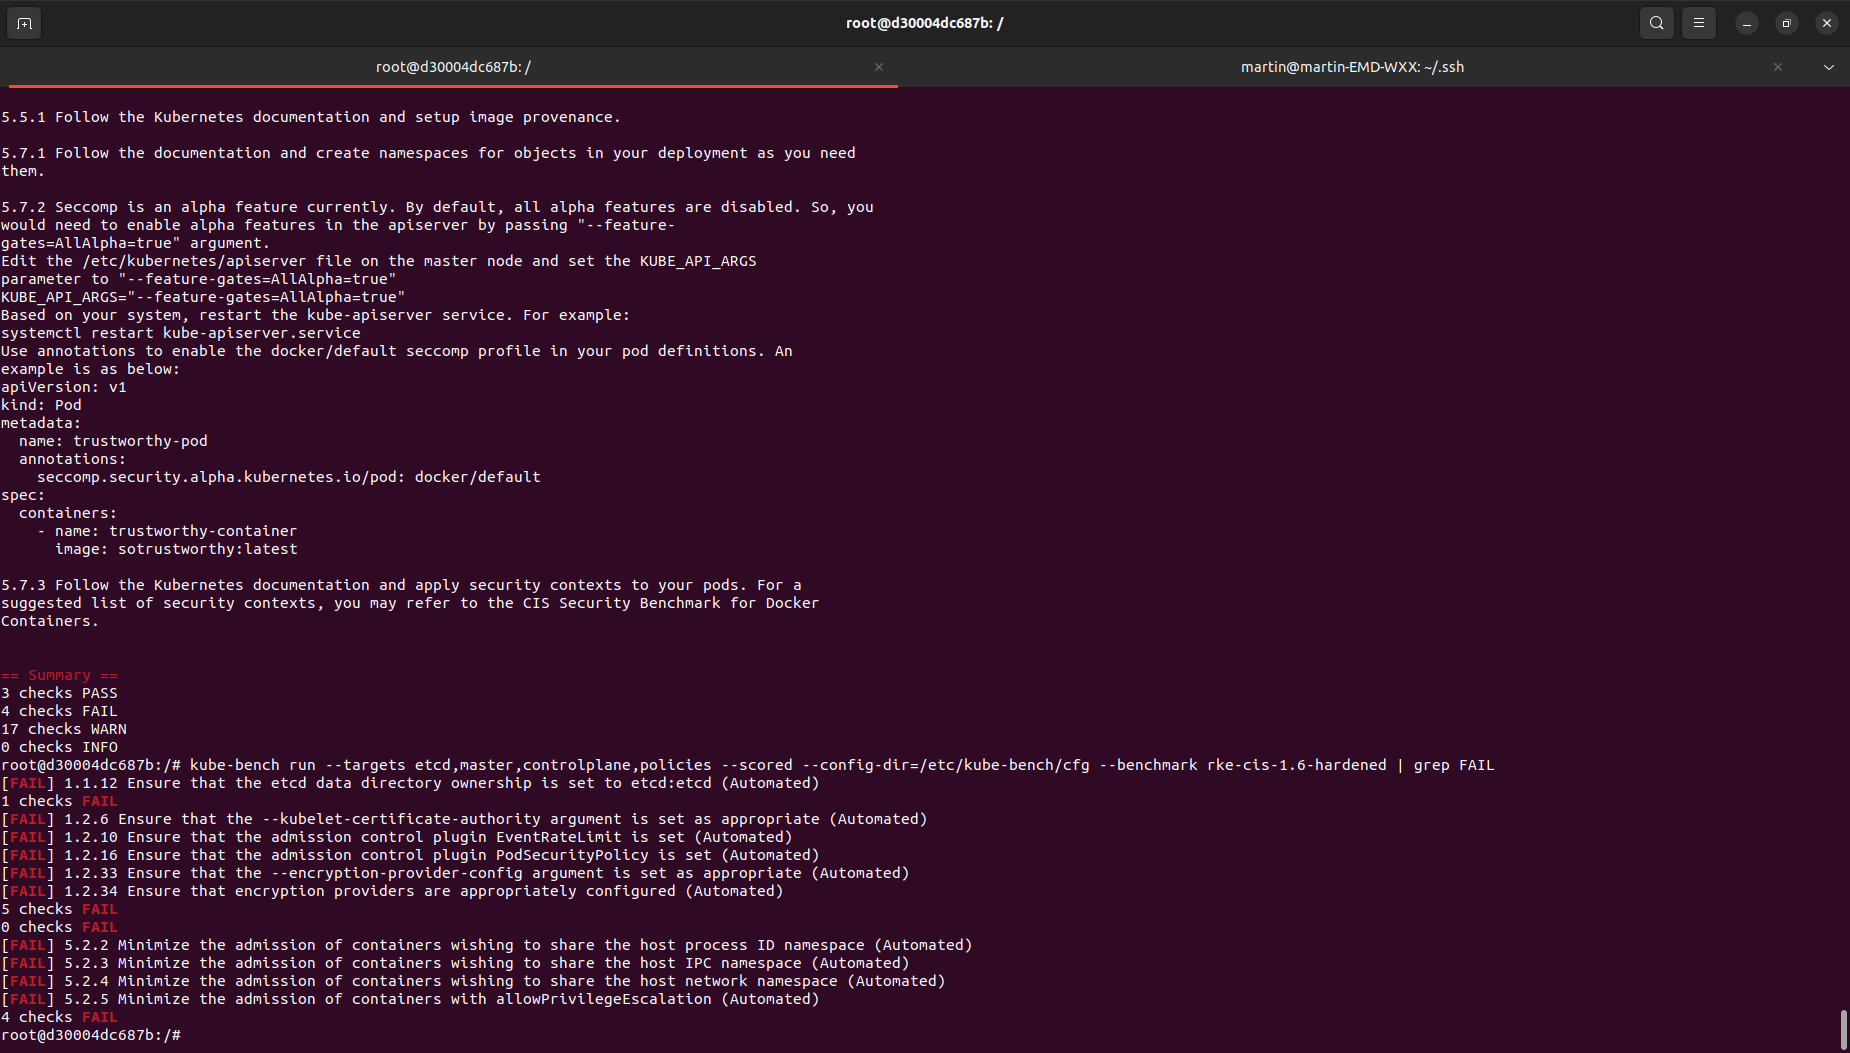 root@d30004dc687b: /
root@d30004dc687b: /
martin@martin-EMD-WXX: ~/.ssh
5.5.1 Follow the Kubernetes documentation and setup image provenance.
5.7.1 Follow the documentation and create namespaces for objects in your deployment as you need
them.
5.7.2 Seccomp is an alpha feature currently. By default, all alpha features are disabled. So, you
would need to enable alpha features in the apiserver by passing "--feature-
gates=AllAlpha=true" argument.
Edit the /etc/kubernetes/apiserver file on the master node and set the KUBE_API_ARGS
parameter to "--feature-gates=AllAlpha=true"
KUBE_API_ARGS="--feature-gates=AllAlpha=true"
Based on your system, restart the kube-apiserver service. For example:
systemctl restart kube-apiserver.service
Use annotations to enable the docker/default seccomp profile in your pod definitions. An
example is as below:
apiVersion: v1
kind: Pod
metadata:
  name: trustworthy-pod
  annotations:
    seccomp.security.alpha.kubernetes.io/pod: docker/default
spec:
  containers:
    - name: trustworthy-container
      image: sotrustworthy:latest
5.7.3 Follow the Kubernetes documentation and apply security contexts to your pods. For a
suggested list of security contexts, you may refer to the CIS Security Benchmark for Docker
Containers.
== Summary ==
3 checks PASS
4 checks FAIL
17 checks WARN
0 checks INFO
root@d30004dc687b:/# kube-bench run --targets etcd,master,controlplane,policies --scored --config-dir=/etc/kube-bench/cfg --benchmark rke-cis-1.6-hardened | grep FAIL
[FAIL] 1.1.12 Ensure that the etcd data directory ownership is set to etcd:etcd (Automated)
1 checks FAIL
[FAIL] 1.2.6 Ensure that the --kubelet-certificate-authority argument is set as appropriate (Automated)
[FAIL] 1.2.10 Ensure that the admission control plugin EventRateLimit is set (Automated)
[FAIL] 1.2.16 Ensure that the admission control plugin PodSecurityPolicy is set (Automated)
[FAIL] 1.2.33 Ensure that the --encryption-provider-config argument is set as appropriate (Automated)
[FAIL] 1.2.34 Ensure that encryption providers are appropriately configured (Automated)
5 checks FAIL
0 checks FAIL
[FAIL] 5.2.2 Minimize the admission of containers wishing to share the host process ID namespace (Automated)
[FAIL] 5.2.3 Minimize the admission of containers wishing to share the host IPC namespace (Automated)
[FAIL] 5.2.4 Minimize the admission of containers wishing to share the host network namespace (Automated)
[FAIL] 5.2.5 Minimize the admission of containers with allowPrivilegeEscalation (Automated)
4 checks FAIL
root@d30004dc687b:/#